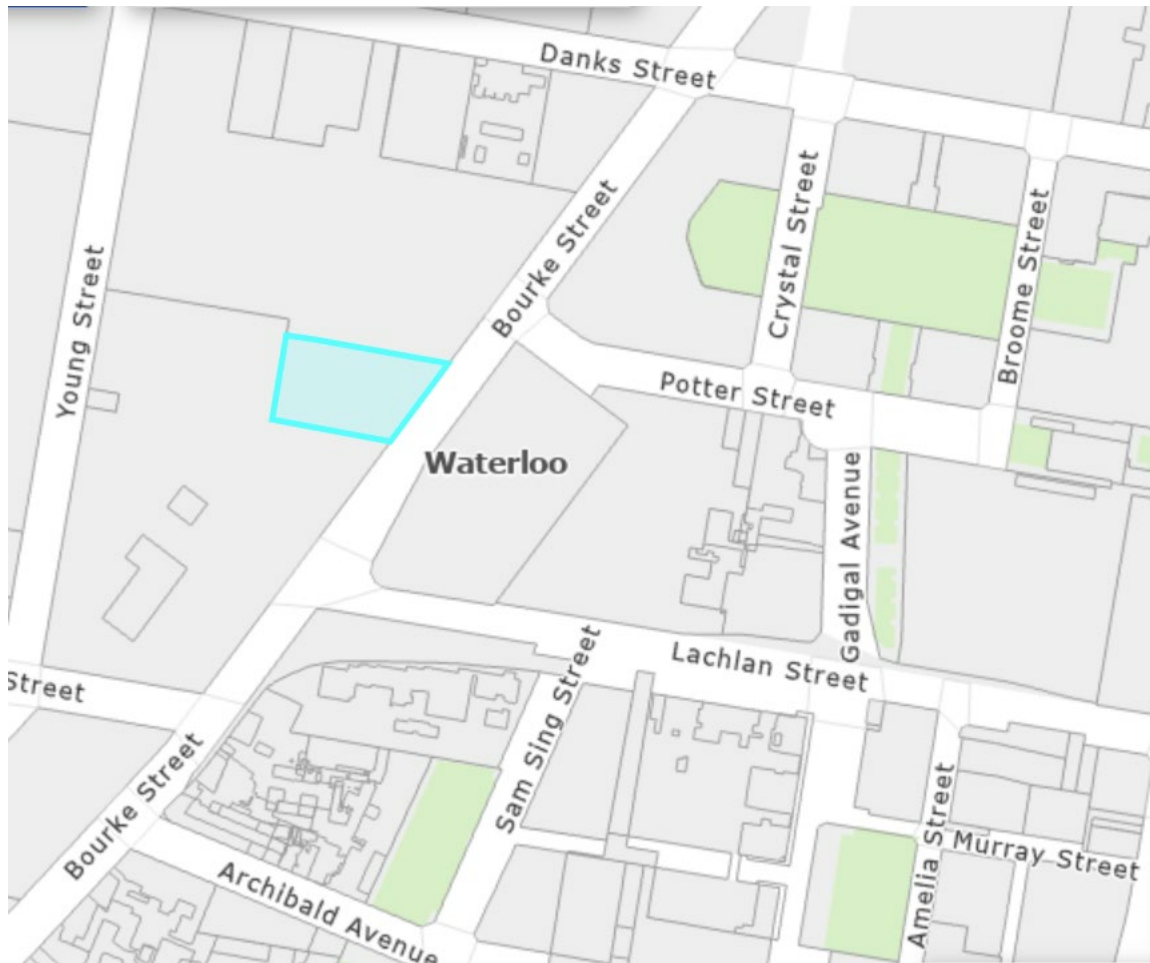 Danks Street
Bourke Street
Crystal Street
Broome Street
Young Street
Potter Street
Waterloo
Gadigal Avenue
Lachlan Street
Street
Sam Sing Street
Bourke Street
Amelia Street
Murray Street
Archibald Avenue